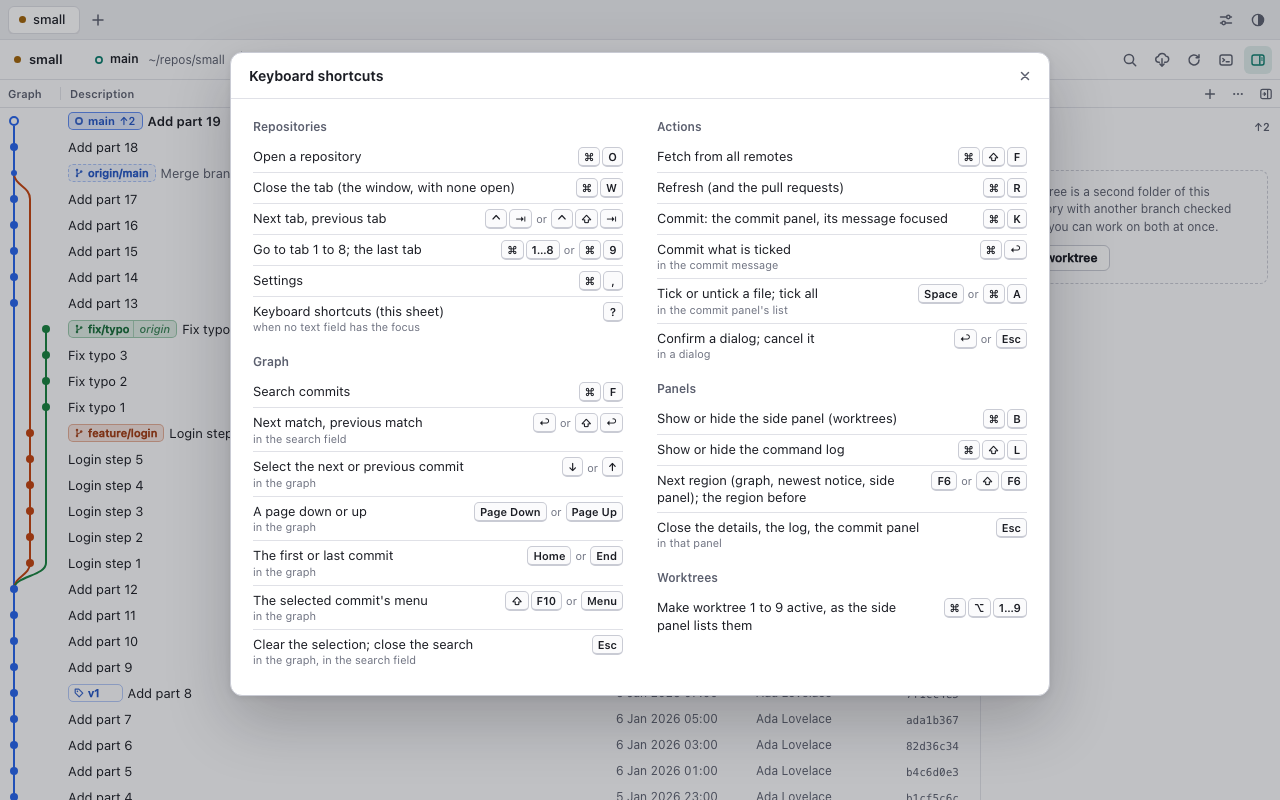 small
small
main ~/repos/small
Graph
Description
Keyboard shortcuts
Repositories
Open a repository ⌘ O
Close the tab (the window, with none open) ⌘ W
Next tab, previous tab ^ ⇥ or ^ ⇧ ⇥
Go to tab 1 to 8; the last tab ⌘ 1…8 or ⌘ 9
Settings ⌘ ,
Keyboard shortcuts (this sheet) ?
when no text field has the focus
Graph
Search commits ⌘ F
Next match, previous match ↩ or ⇧ ↩
in the search field
Select the next or previous commit ↓ or ↑
in the graph
A page down or up Page Down or Page Up
in the graph
The first or last commit Home or End
in the graph
The selected commit's menu ⇧ F10 or Menu
in the graph
Clear the selection; close the search Esc
in the graph, in the search field
Actions
Fetch from all remotes ⌘ ⇧ F
Refresh (and the pull requests) ⌘ R
Commit: the commit panel, its message focused ⌘ K
Commit what is ticked ⌘ ↩
in the commit message
Tick or untick a file; tick all Space or ⌘ A
in the commit panel's list
Confirm a dialog; cancel it ↩ or Esc
in a dialog
Panels
Show or hide the side panel (worktrees) ⌘ B
Show or hide the command log ⌘ ⇧ L
Next region (graph, newest notice, side F6 or ⇧ F6
panel); the region before
Close the details, the log, the commit panel Esc
in that panel
Worktrees
Make worktree 1 to 9 active, as the side ⌘ ⌥ 1…9
panel lists them
main ↑2 Add part 19
Add part 18
origin/main Merge bran
Add part 17
Add part 16
Add part 15
Add part 14
Add part 13
fix/typo origin Fix typo
Fix typo 3
Fix typo 2
Fix typo 1
feature/login Login step
Login step 5
Login step 4
Login step 3
Login step 2
Login step 1
Add part 12
Add part 11
Add part 10
Add part 9
v1 Add part 8
Add part 7 6 Jan 2026 05:00 Ada Lovelace ada1b367
Add part 6 6 Jan 2026 03:00 Ada Lovelace 82d36c34
Add part 5 6 Jan 2026 01:00 Ada Lovelace b4c6d0e3
Add part 4 5 Jan 2026 23:00 Ada Lovelace b1cf5c6c
↑2
ree is a second folder of this
ory with another branch checked
you can work on both at once.
worktree